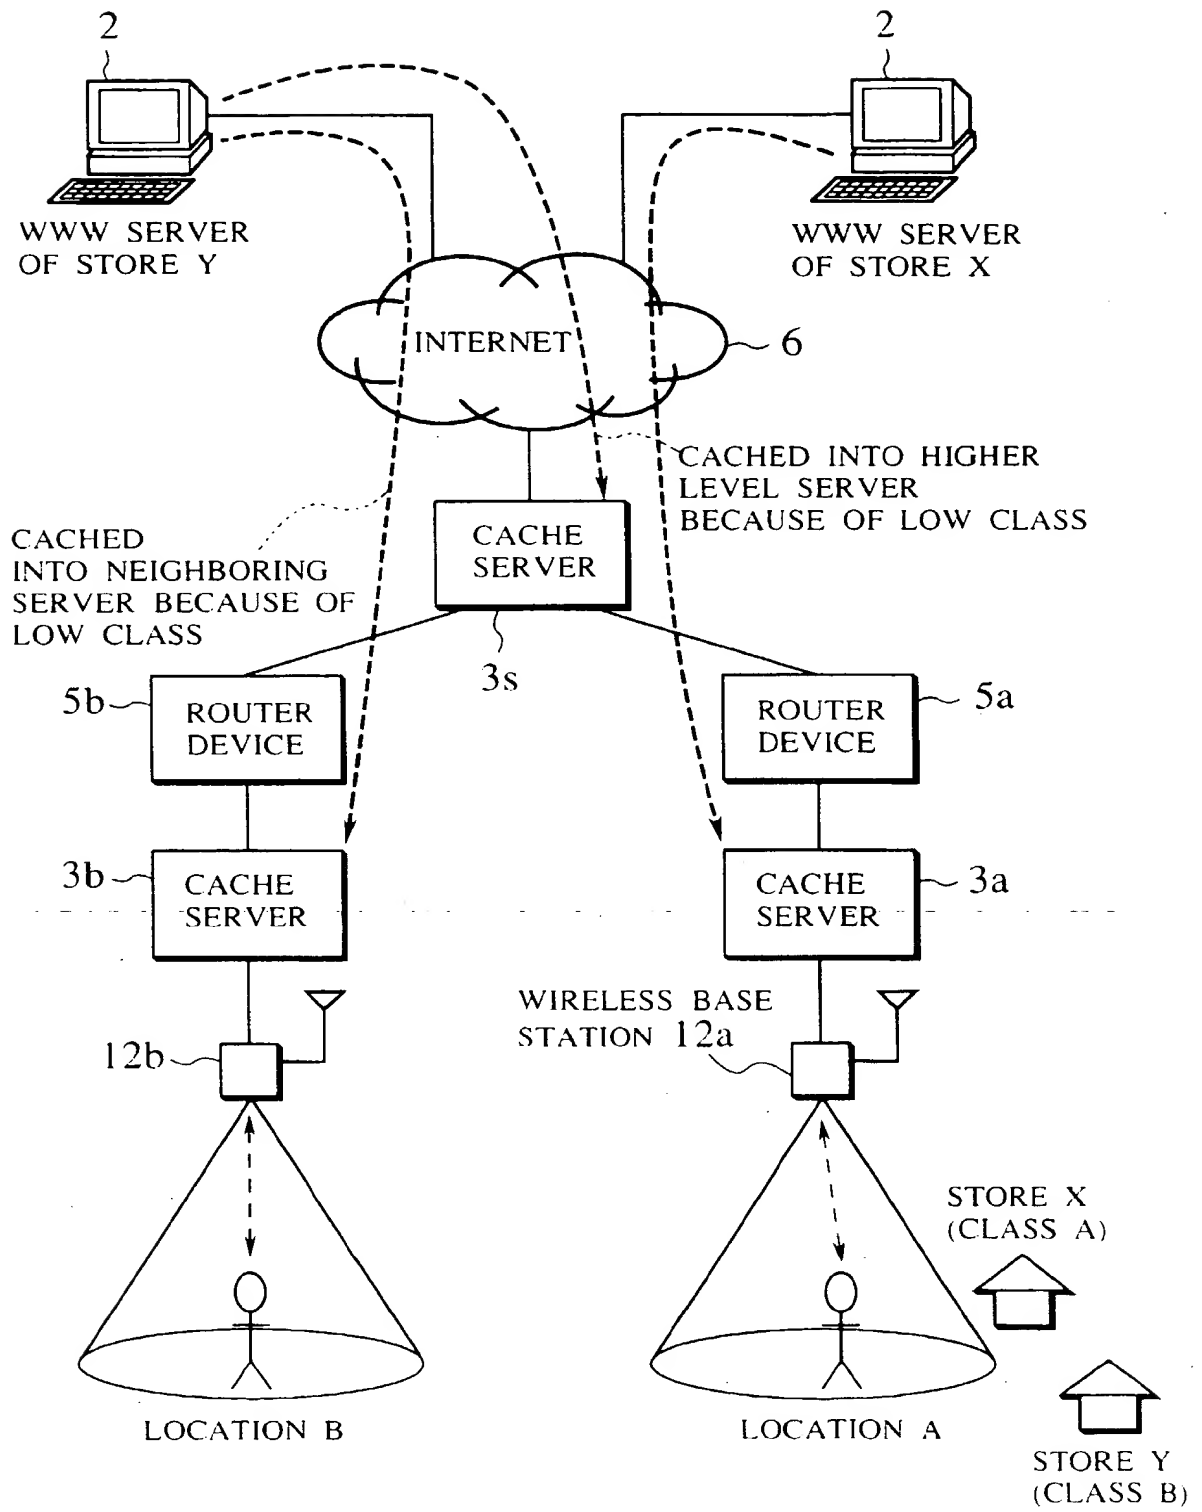 2
2
WWW SERVER
OF STORE Y
WWW SERVER
OF STORE X
INTERNET
6
CACHED INTO HIGHER
LEVEL SERVER
BECAUSE OF LOW CLASS
CACHE
SERVER
CACHED
INTO NEIGHBORING
SERVER BECAUSE OF
LOW CLASS
3s
5b
ROUTER
DEVICE
ROUTER
DEVICE
5a
3b
CACHE
SERVER
CACHE
SERVER
3a
WIRELESS BASE
STATION 12a
12b
STORE X
(CLASS A)
LOCATION B
LOCATION A
STORE Y
(CLASS B)